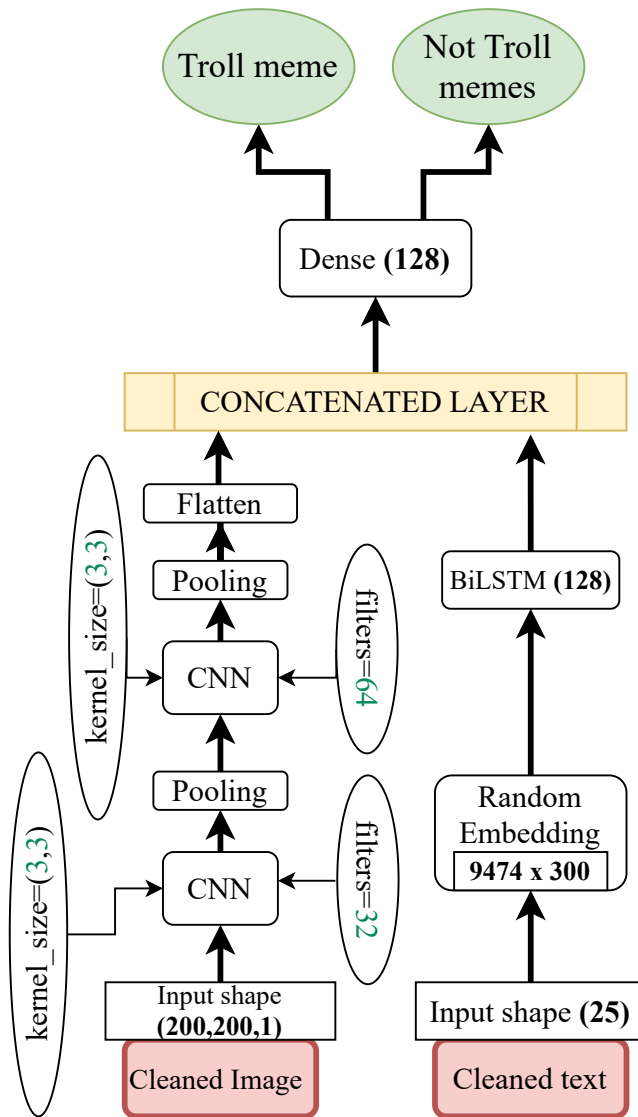 Troll meme
Not Troll
memes
Dense (128)
CONCATENATED LAYER
Flatten
kernel_size=(3,3)
Pooling
filters=64
BiLSTM (128)
CNN
Pooling
Random
Embedding
9474 x 300
kernel_size=(3,3)
CNN
filters=32
Input shape
(200,200,1)
Input shape (25)
Cleaned Image
Cleaned text